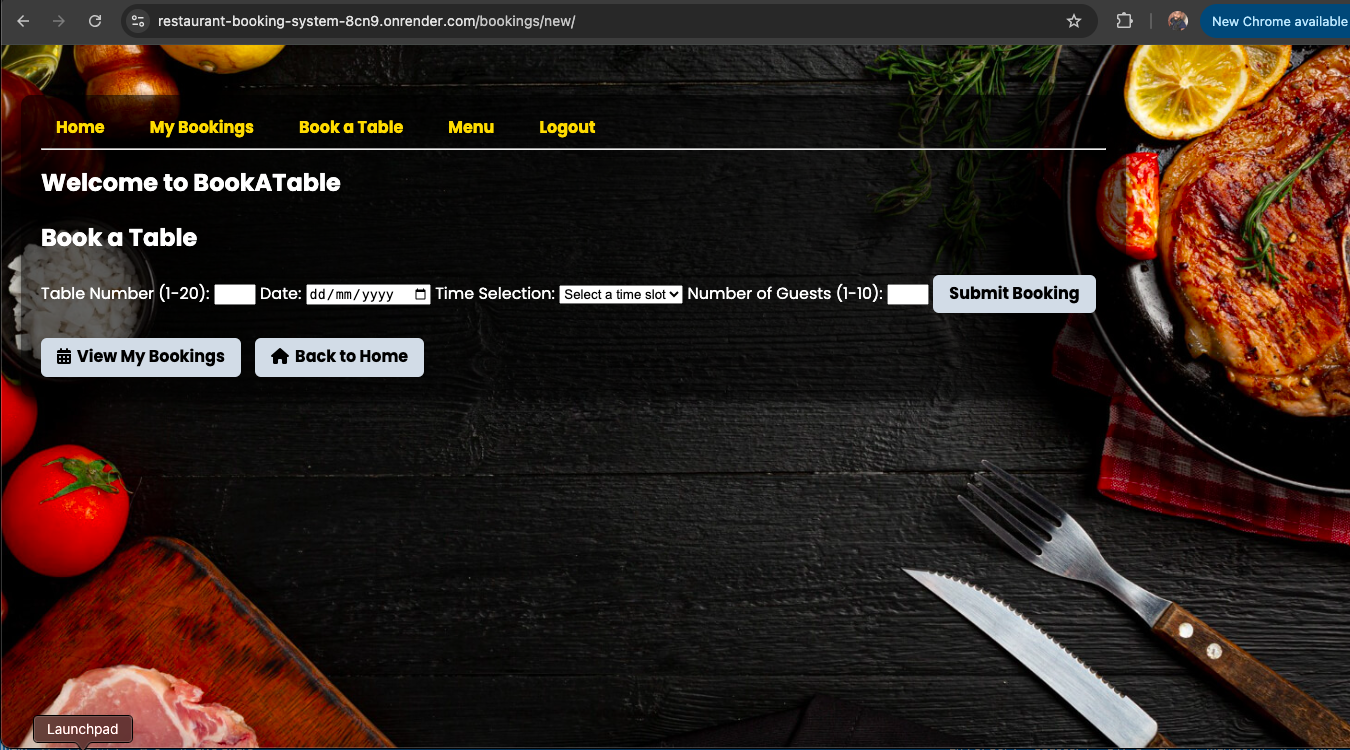 restaurant-booking-system-8cn9.onrender.com/bookings/new/
New Chrome available
Home My Bookings Book a Table Menu Logout
Welcome to BookATable
Book a Table
Table Number (1-20): Date: dd/mm/yyyy Time Selection: Select a time slot Number of Guests (1-10): Submit Booking
View My Bookings Back to Home
Launchpad